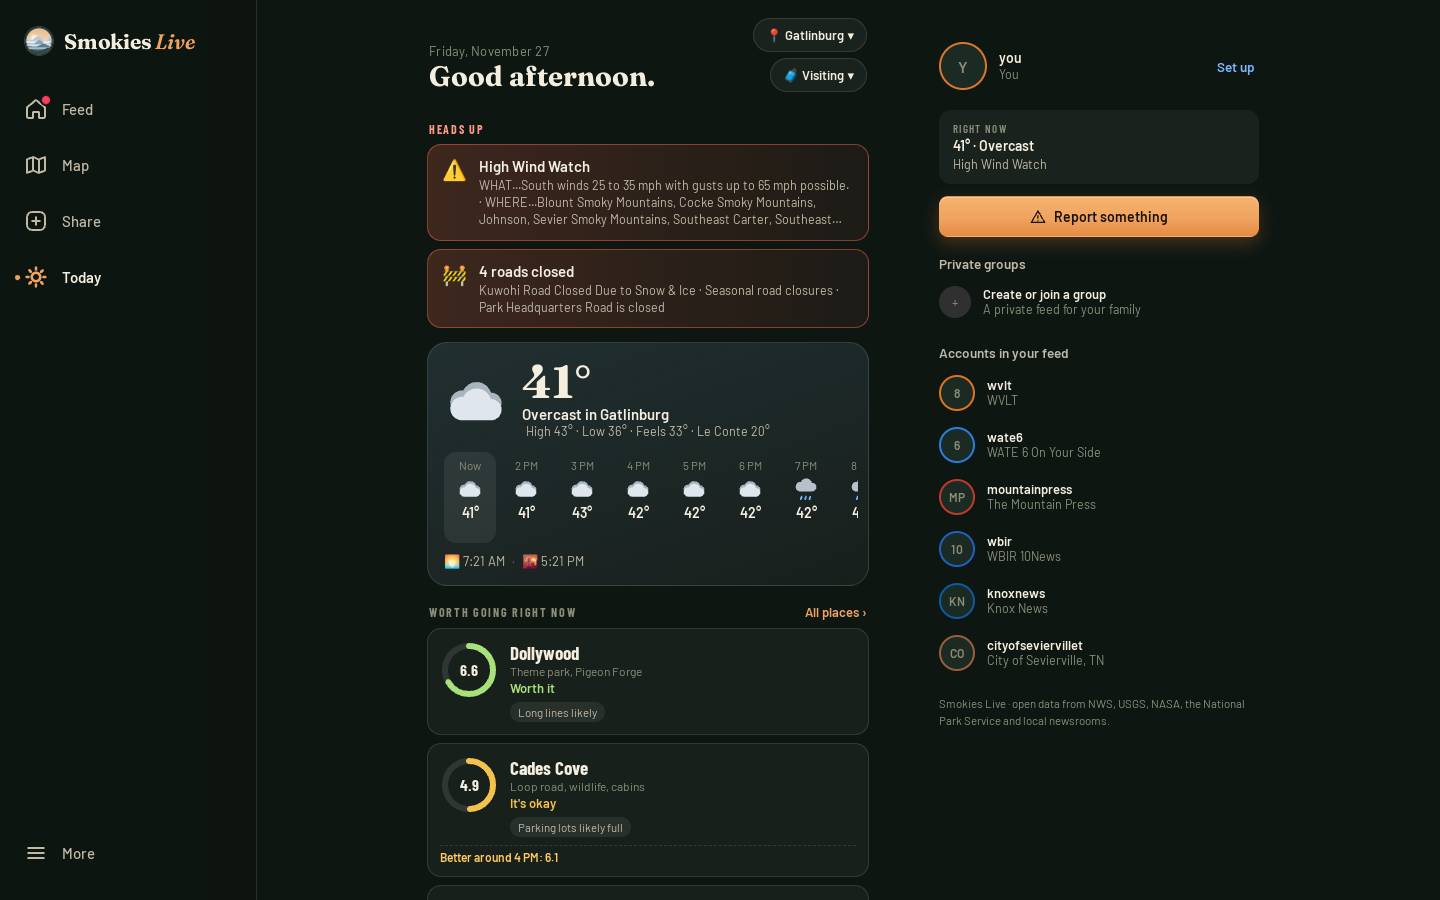 Smokies Live
Feed
Map
Share
Today
More
Friday, November 27
Good afternoon.
📍 Gatlinburg ▾
🧳 Visiting ▾
HEADS UP
High Wind Watch
WHAT...South winds 25 to 35 mph with gusts up to 65 mph possible.
· WHERE...Blount Smoky Mountains, Cocke Smoky Mountains,
Johnson, Sevier Smoky Mountains, Southeast Carter, Southeast...
4 roads closed
Kuwohi Road Closed Due to Snow & Ice · Seasonal road closures ·
Park Headquarters Road is closed
41°
Overcast in Gatlinburg
High 43° · Low 36° · Feels 33° · Le Conte 20°
Now 2 PM 3 PM 4 PM 5 PM 6 PM 7 PM 8
41° 41° 43° 42° 42° 42° 42° 4
7:21 AM · 5:21 PM
WORTH GOING RIGHT NOW
All places ›
6.6
Dollywood
Theme park, Pigeon Forge
Worth it
Long lines likely
4.9
Cades Cove
Loop road, wildlife, cabins
It's okay
Parking lots likely full
Better around 4 PM: 6.1
Y
you
You
Set up
RIGHT NOW
41° · Overcast
High Wind Watch
Report something
Private groups
+
Create or join a group
A private feed for your family
Accounts in your feed
8
wvlt
WVLT
6
wate6
WATE 6 On Your Side
MP
mountainpress
The Mountain Press
10
wbir
WBIR 10News
KN
knoxnews
Knox News
CO
cityofseviervillet
City of Sevierville, TN
Smokies Live · open data from NWS, USGS, NASA, the National
Park Service and local newsrooms.